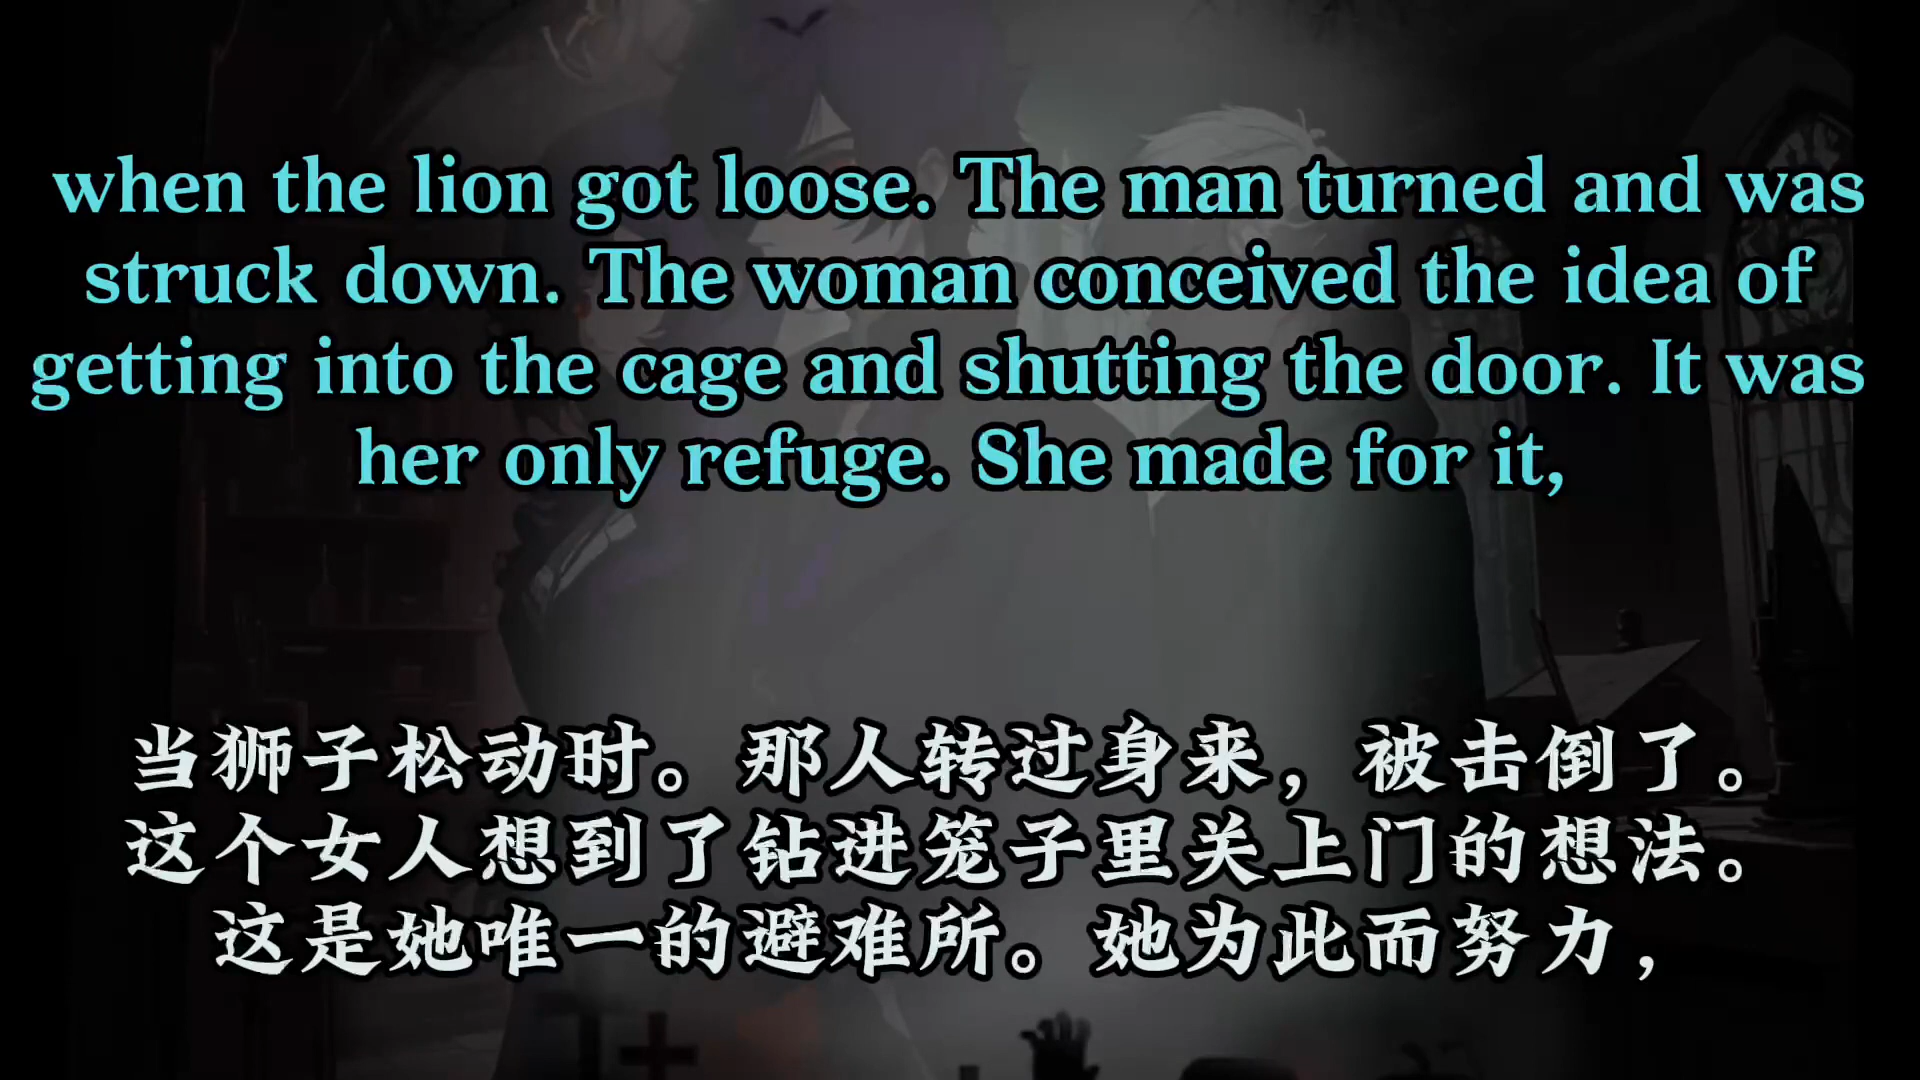 when the lion got loose. The man turned and was
struck down. The woman conceived the idea of
getting into the cage and shutting the door. It was
her only refuge. She made for it,
当狮子松动时。那人转过身来，被击倒了。
这个女人想到了钻进笼子里关上门的想法。
这是她唯一的避难所。她为此而努力，